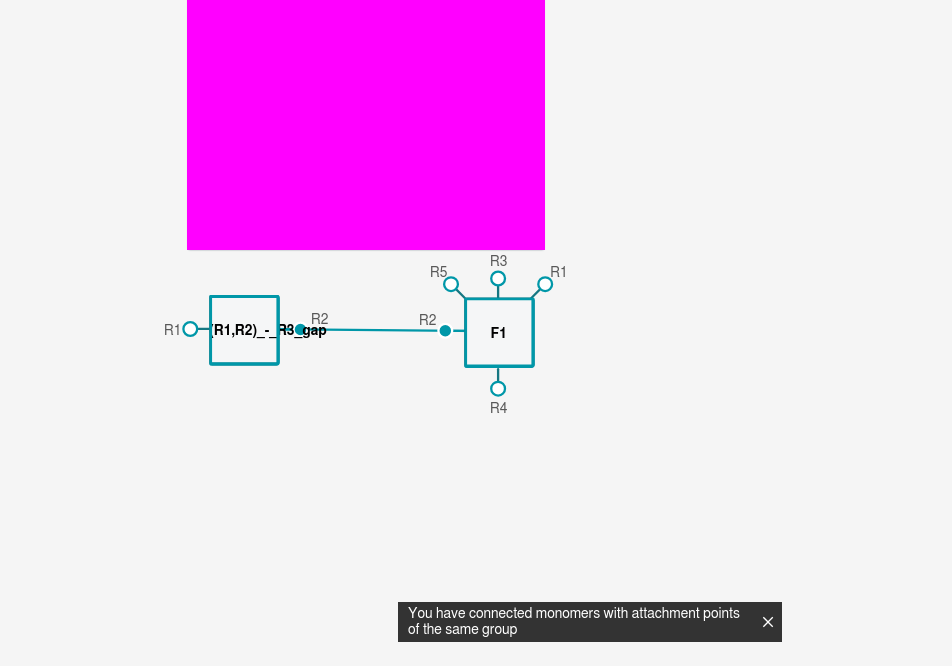 R3
R5
R1
R2
R2
R1
(R1,R2)_-_R3_gap
F1
R4
You have connected monomers with attachment points
of the same group